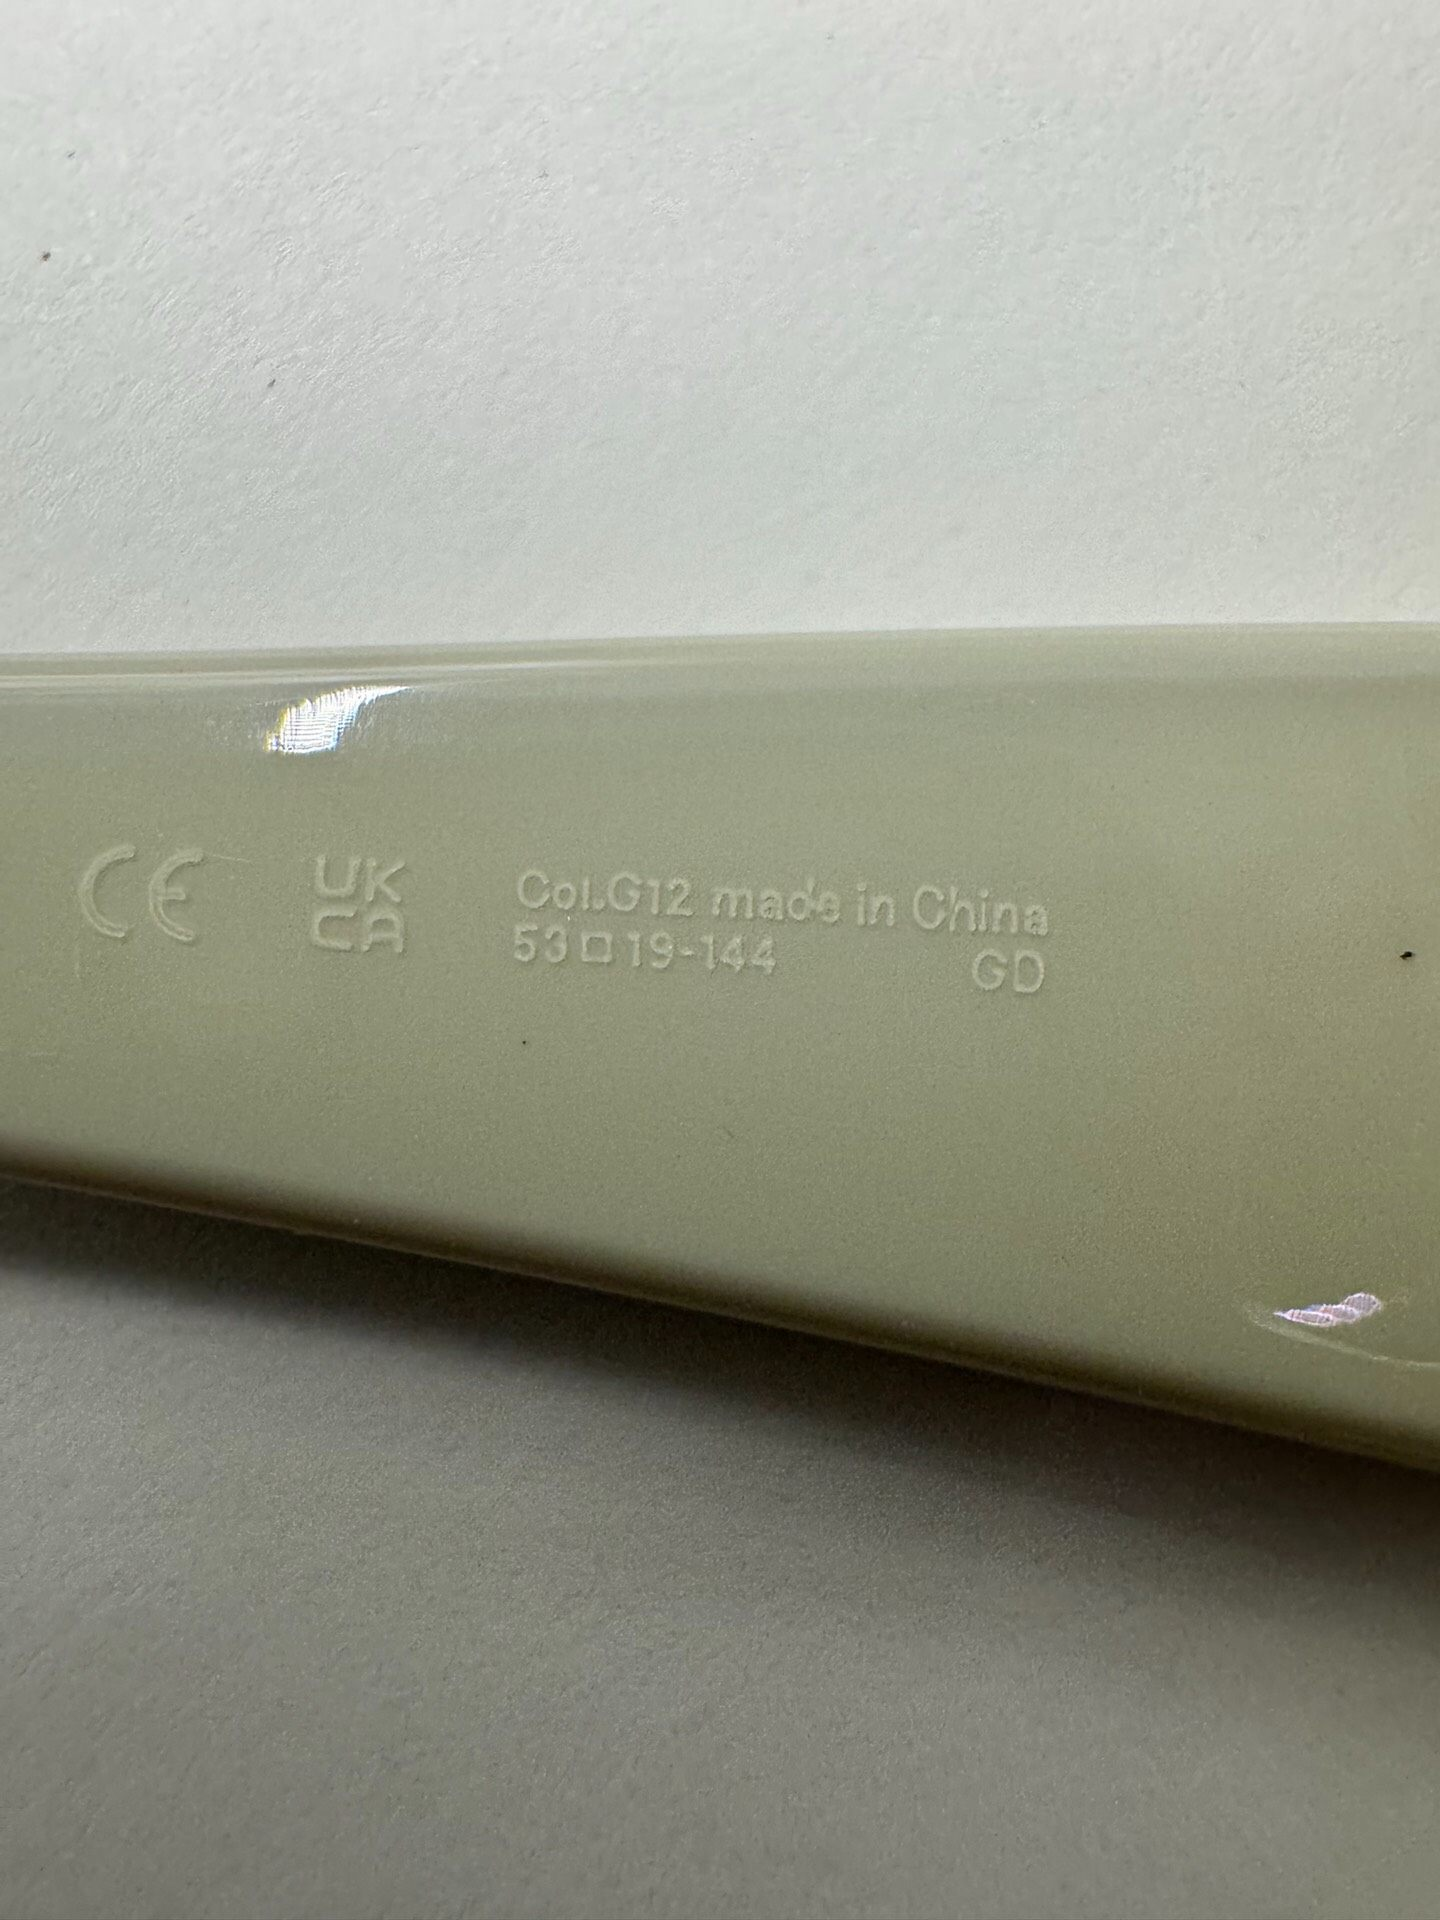 CE
UK
CA
Col.G12 made in China
53□19-144
GD